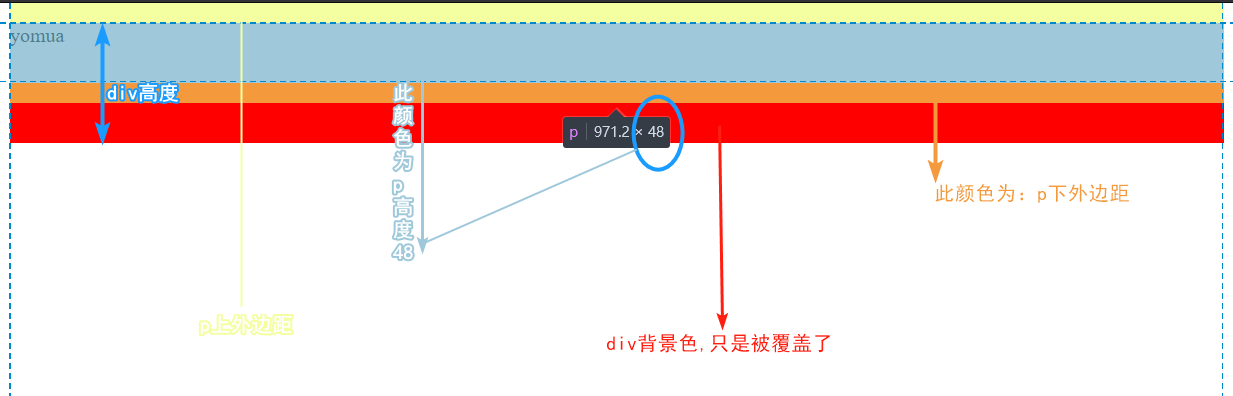 yomua
div高度
此颜色为p高度48
p 971.2 × 48
此颜色为：p下外边距
p上外边距
div背景色,只是被覆盖了